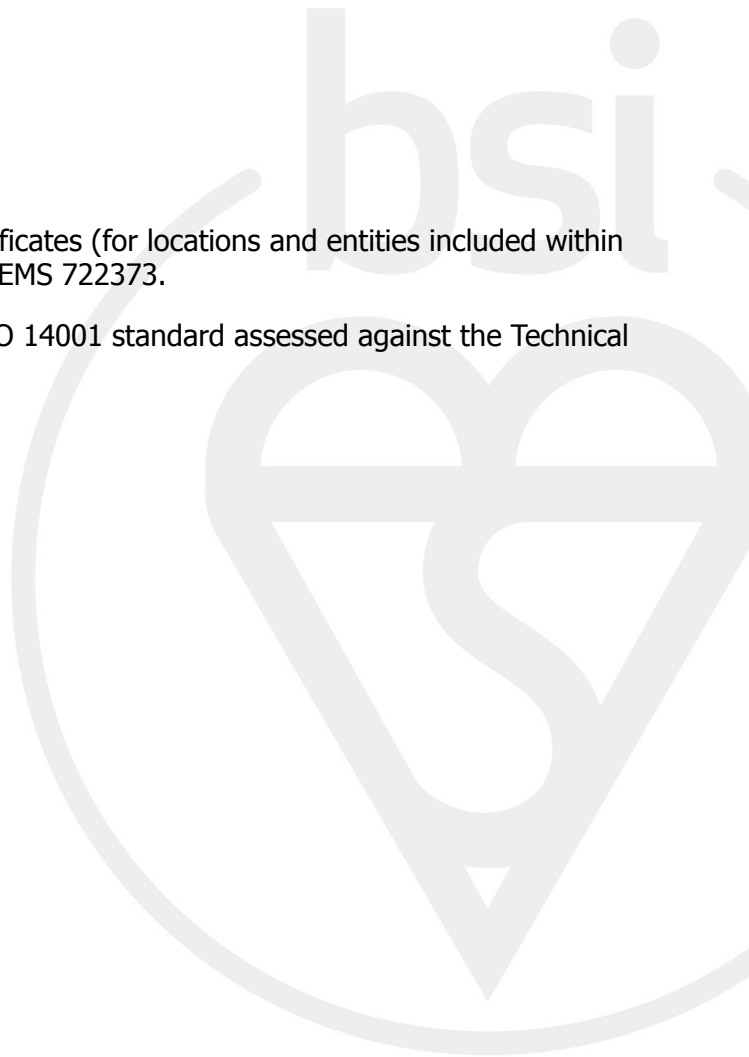 bsi
ficates (for locations and entities included within
EMS 722373.
O 14001 standard assessed against the Technical